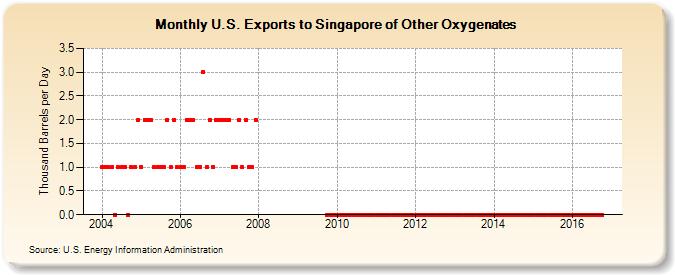 Monthly U.S. Exports to Singapore of Other Oxygenates
Thousand Barrels per Day
3.5
3.0
2.5
2.0
1.5
1.0
0.5
0.0
2004 2006 2008 2010 2012 2014 2016
Source: U.S. Energy Information Administration